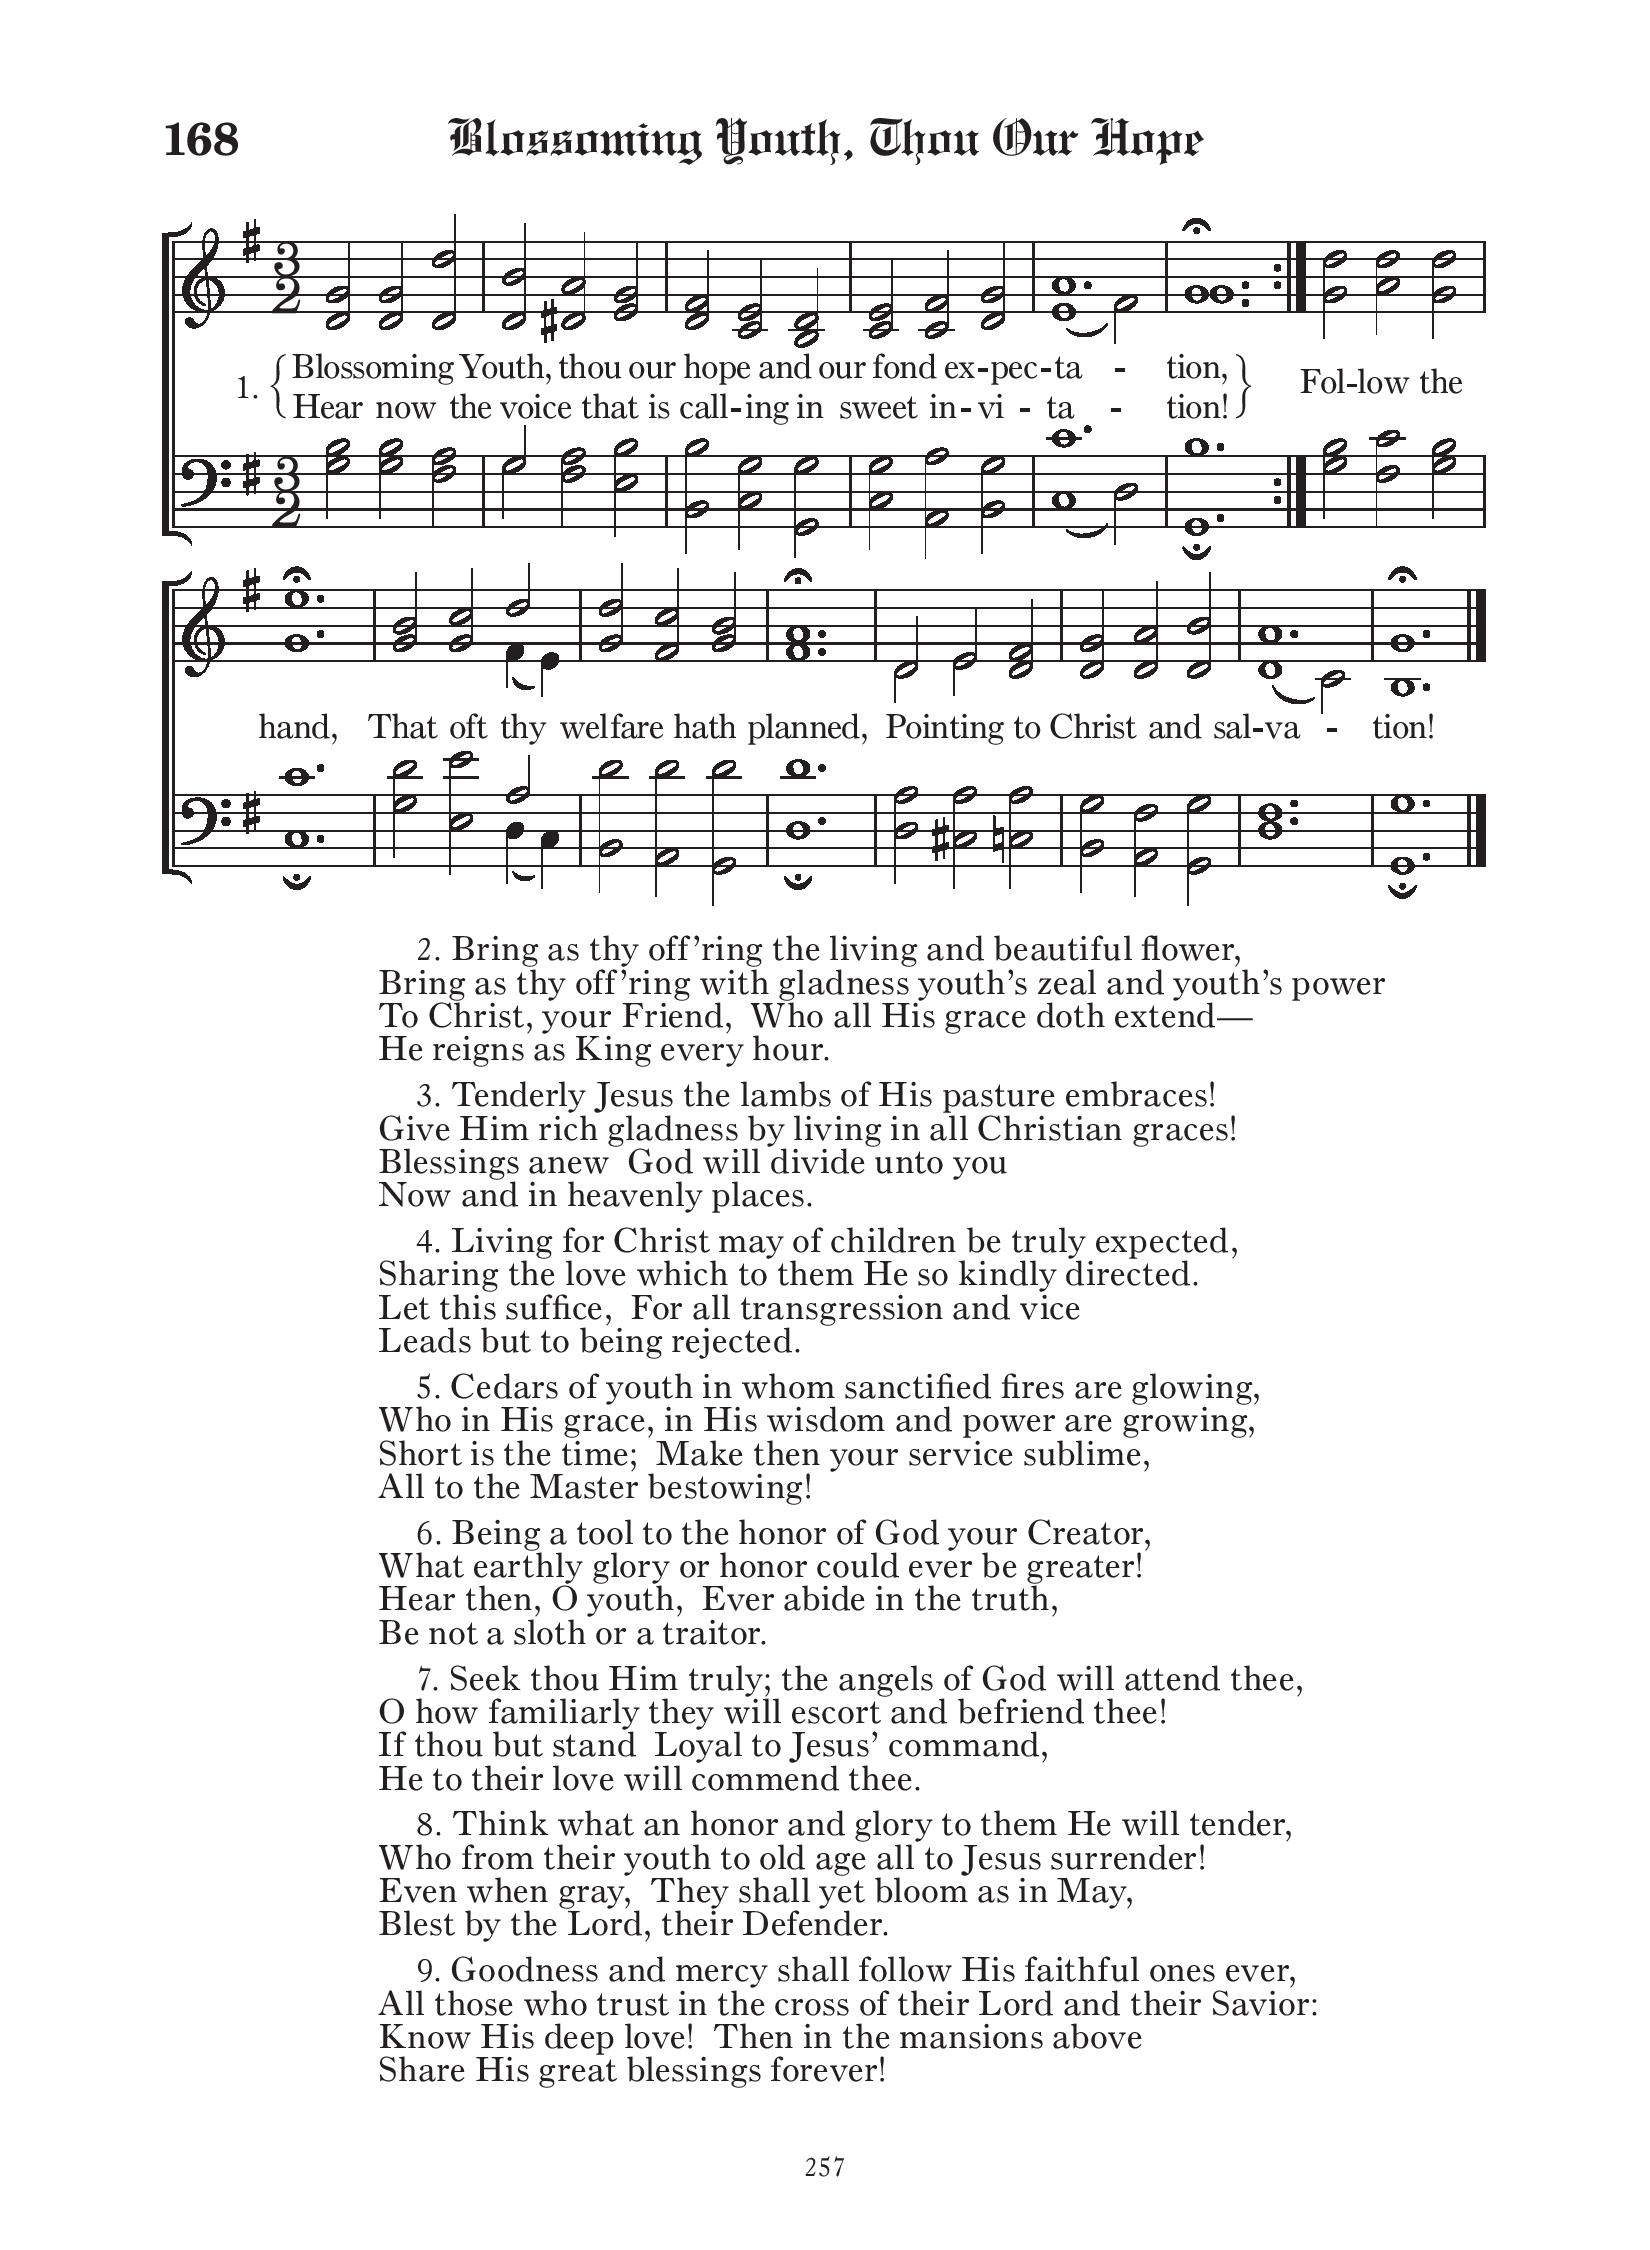 168 Blossoming Youth, Thou Our Hope
1. { Blossoming Youth, thou our hope and our fond ex-pec-ta - tion, } Fol-low the
Hear now the voice that is call-ing in sweet in-vi - ta - tion!
hand, That oft thy welfare hath planned, Pointing to Christ and sal-va - tion!
2. Bring as thy off’ring the living and beautiful flower,
Bring as thy off’ring with gladness youth’s zeal and youth’s power
To Christ, your Friend, Who all His grace doth extend—
He reigns as King every hour.
3. Tenderly Jesus the lambs of His pasture embraces!
Give Him rich gladness by living in all Christian graces!
Blessings anew God will divide unto you
Now and in heavenly places.
4. Living for Christ may of children be truly expected,
Sharing the love which to them He so kindly directed.
Let this suffice, For all transgression and vice
Leads but to being rejected.
5. Cedars of youth in whom sanctified fires are glowing,
Who in His grace, in His wisdom and power are growing,
Short is the time; Make then your service sublime,
All to the Master bestowing!
6. Being a tool to the honor of God your Creator,
What earthly glory or honor could ever be greater!
Hear then, O youth, Ever abide in the truth,
Be not a sloth or a traitor.
7. Seek thou Him truly; the angels of God will attend thee,
O how familiarly they will escort and befriend thee!
If thou but stand Loyal to Jesus’ command,
He to their love will commend thee.
8. Think what an honor and glory to them He will tender,
Who from their youth to old age all to Jesus surrender!
Even when gray, They shall yet bloom as in May,
Blest by the Lord, their Defender.
9. Goodness and mercy shall follow His faithful ones ever,
All those who trust in the cross of their Lord and their Savior:
Know His deep love! Then in the mansions above
Share His great blessings forever!
257